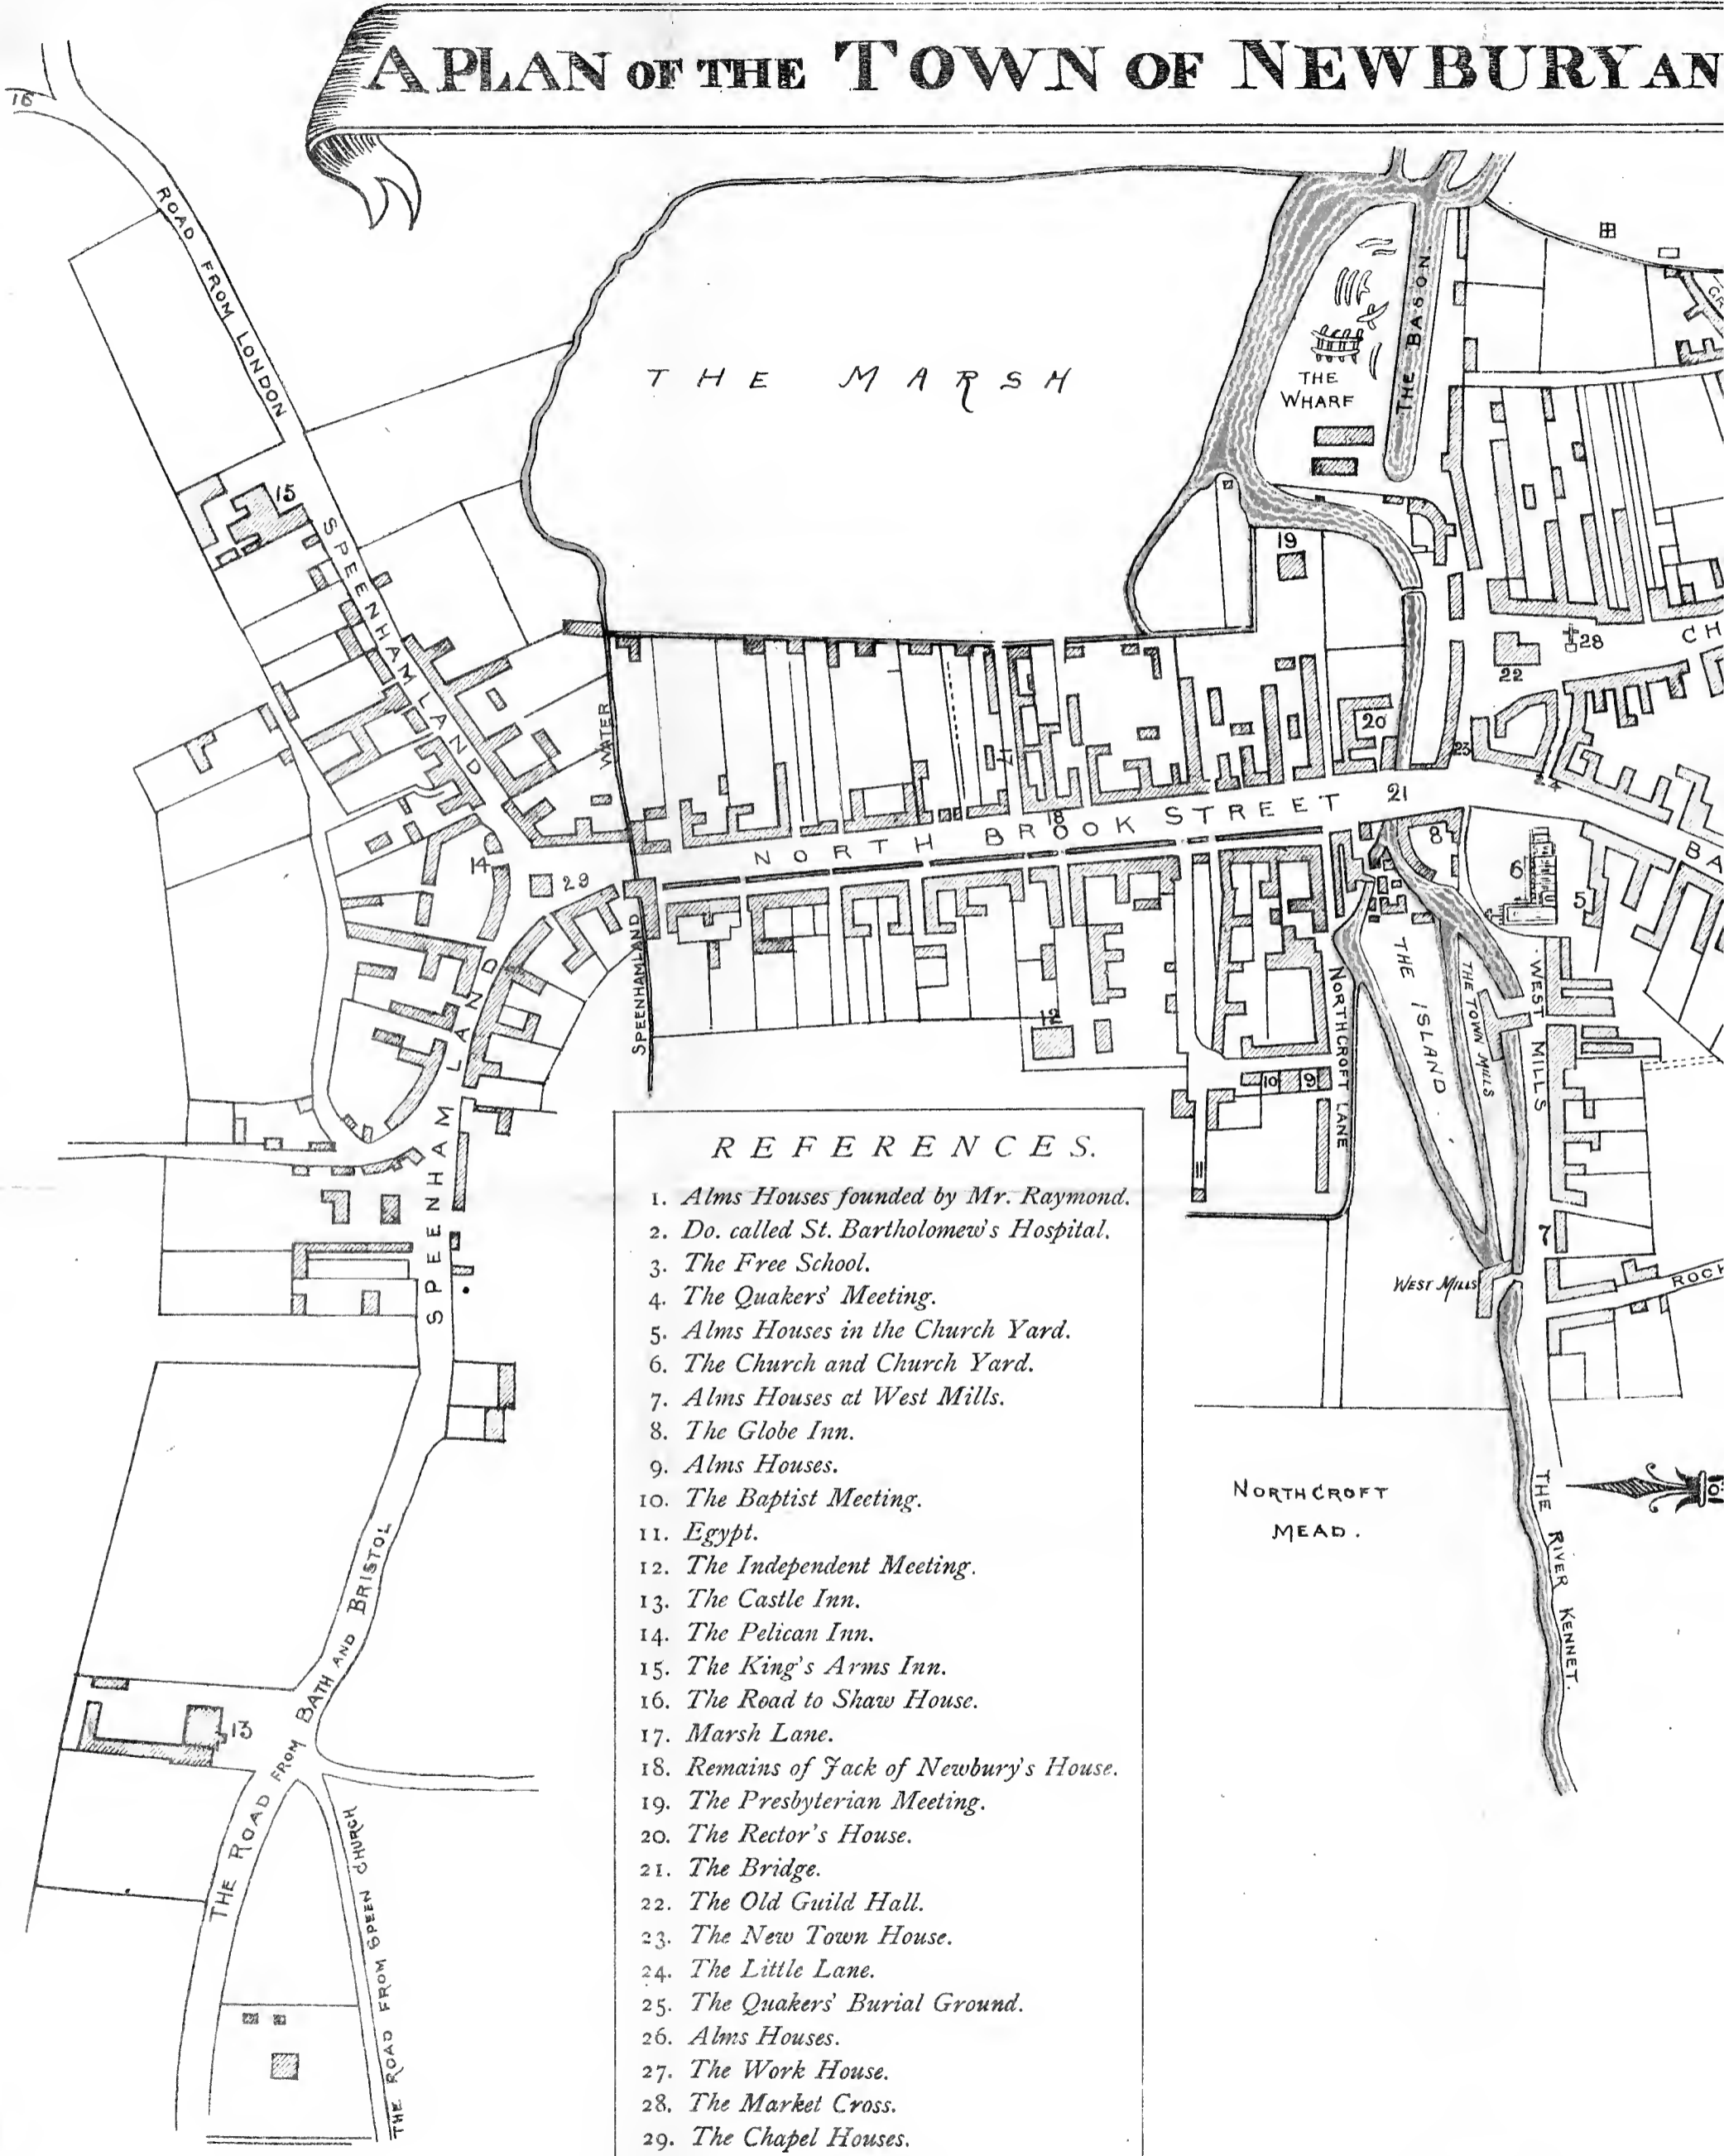 A PLAN OF THE TOWN OF NEWBURY AN
16
ROAD FROM LONDON
THE MARSH
THE BASON.
THE
WHARF
15
SPEENHAMLAND
19
28
CH
22
WATER
20
23
24
17
18
21
NORTH BROOK STREET
8
BA
6
5
14
29
SPEENHAMLAND
SPEENHAM LAND
12
NORTHCROFT LANE
THE ISLAND.
THE TOWN MILLS
WEST MILLS
10
9
7
WEST MILLS
ROCK
NORTHCROFT
MEAD.
THE RIVER KENNET.
THE ROAD FROM BATH AND BRISTOL
13
THE ROAD FROM SPEEN CHURCH
REFERENCES.
1. Alms Houses founded by Mr. Raymond.
2. Do. called St. Bartholomew's Hospital.
3. The Free School.
4. The Quakers' Meeting.
5. Alms Houses in the Church Yard.
6. The Church and Church Yard.
7. Alms Houses at West Mills.
8. The Globe Inn.
9. Alms Houses.
10. The Baptist Meeting.
11. Egypt.
12. The Independent Meeting.
13. The Castle Inn.
14. The Pelican Inn.
15. The King's Arms Inn.
16. The Road to Shaw House.
17. Marsh Lane.
18. Remains of Jack of Newbury's House.
19. The Presbyterian Meeting.
20. The Rector's House.
21. The Bridge.
22. The Old Guild Hall.
23. The New Town House.
24. The Little Lane.
25. The Quakers' Burial Ground.
26. Alms Houses.
27. The Work House.
28. The Market Cross.
29. The Chapel Houses.